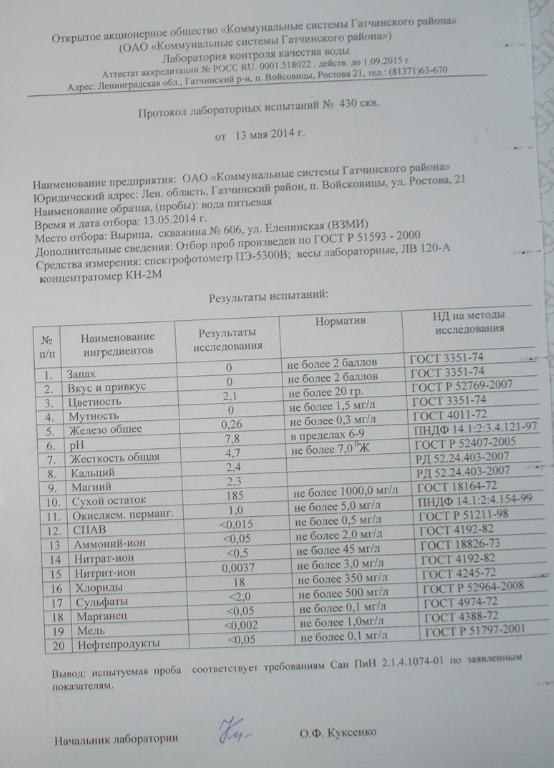 Открытое акционерное общество «Коммунальные системы Гатчинского района»
(ОАО «Коммунальные системы Гатчинского района»)
Лаборатория контроля качества воды
Аттестат аккредитации № РОСС RU. 0001.518022 . действ. до 1.09.2015 г.
Адрес: Ленинградская обл., Гатчинский р-н, п. Войсовицы, Ростова 21, тел.: (81371)63-670
Протокол лабораторных испытаний № 430 скв.
от 13 мая 2014 г.
Наименование предприятия: ОАО «Коммунальные системы Гатчинского района»
Юридический адрес: Лен. область, Гатчинский район, п. Войсковицы, ул. Ростова, 21
Наименование образца, (пробы): вода питьевая
Время и дата отбора: 13.05.2014 г.
Место отбора: Вырица, скважина № 606, ул. Еленинская (ВЗМИ)
Дополнительные сведения: Отбор проб произведен по ГОСТ Р 51593 - 2000
Средства измерения: спектрофотометр ПЭ-5300В; весы лабораторные, ЛВ 120-А
концентратомер КН-2М
Результаты испытаний:
№ п/п Наименование ингредиентов Результаты исследования Норматив НД на методы исследования
1. Запах 0 не более 2 баллов ГОСТ 3351-74
2. Вкус и привкус 0 не более 2 баллов ГОСТ 3351-74
3. Цветность 2,1 не более 20 гр. ГОСТ Р 52769-2007
4. Мутность 0 не более 1,5 мг/л ГОСТ 3351-74
5. Железо общее 0,26 не более 0,3 мг/л ГОСТ 4011-72
6. pH 7,8 в пределах 6-9 ПНДФ 14.1:2:3.4.121-97
7. Жесткость общая 4,7 не более 7,0 ⁰Ж ГОСТ Р 52407-2005
8. Кальций 2,4 РД 52.24.403-2007
9. Магний 2,3 РД 52.24.403-2007
10. Сухой остаток 185 не более 1000,0 мг/л ГОСТ 18164-72
11. Окисляем. перманг. 1,0 не более 5,0 мг/л ПНДФ 14.1:2:4.154-99
12. СПАВ <0,015 не более 0,5 мг/л ГОСТ Р 51211-98
13 Аммоний-ион <0,05 не более 2,0 мг/л ГОСТ 4192-82
14 Нитрат-ион <0,5 не более 45 мг/л ГОСТ 18826-73
15 Нитрит-ион 0,0037 не более 3,0 мг/л ГОСТ 4192-82
16 Хлориды 18 не более 350 мг/л ГОСТ 4245-72
17 Сульфаты <2,0 не более 500 мг/л ГОСТ Р 52964-2008
18 Марганец <0,05 не более 0,1 мг/л ГОСТ 4974-72
19 Медь <0,002 не более 1,0мг/л ГОСТ 4388-72
20 Нефтепродукты <0,05 не более 0,1 мг/л ГОСТ Р 51797-2001
Вывод: испытуемая проба соответствует требованиям Сан ПиН 2.1.4.1074-01 по заявленным
показателям.
Начальник лаборатории О.Ф. Куксенко